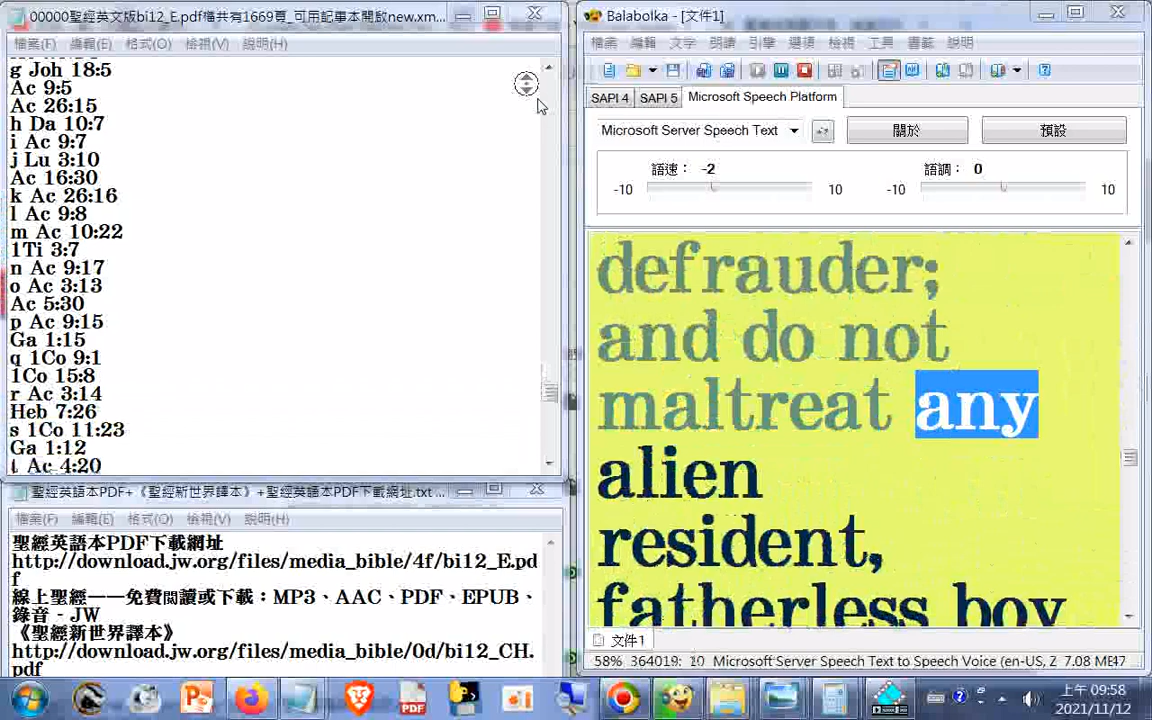 00000聖經英文版bi12_E.pdf檔共有1669頁_可用記事本開啟new.xm...
檔案(F) 編輯(E) 格式(O) 檢視(V) 說明(H)
g Joh 18:5
Ac 9:5
Ac 26:15
h Da 10:7
i Ac 9:7
j Lu 3:10
Ac 16:30
k Ac 26:16
l Ac 9:8
m Ac 10:22
1Ti 3:7
n Ac 9:17
o Ac 3:13
Ac 5:30
p Ac 9:15
Ga 1:15
q 1Co 9:1
1Co 15:8
r Ac 3:14
Heb 7:26
s 1Co 11:23
Ga 1:12
t Ac 4:20
聖經英語本PDF+《聖經新世界譯本》+聖經英語本PDF下載網址.txt ...
檔案(F) 編輯(E) 格式(O) 檢視(V) 說明(H)
聖經英語本PDF下載網址
http://download.jw.org/files/media_bible/4f/bi12_E.pd
f
線上聖經——免費閱讀或下載：MP3、AAC、PDF、EPUB、
錄音 - JW
《聖經新世界譯本》
http://download.jw.org/files/media_bible/0d/bi12_CH.
pdf
Balabolka - [文件1]
檔案 編輯 文字 朗讀 引擎 選項 檢視 工具 書籤 說明
SAPI 4 SAPI 5 Microsoft Speech Platform
Microsoft Server Speech Text 關於 預設
語速： -2 語調： 0
-10 10 -10 10
defrauder;
and do not
maltreat any
alien
resident,
fatherless boy
文件1
58% 364019: 10 Microsoft Server Speech Text to Speech Voice (en-US, Z 7.08 ME47
上午 09:58
2021/11/12